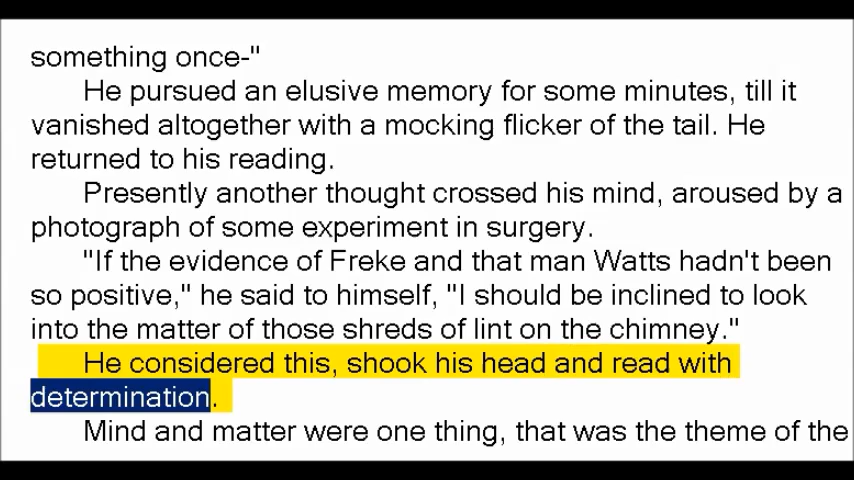 something once-"
He pursued an elusive memory for some minutes, till it
vanished altogether with a mocking flicker of the tail. He
returned to his reading.
Presently another thought crossed his mind, aroused by a
photograph of some experiment in surgery.
"If the evidence of Freke and that man Watts hadn't been
so positive," he said to himself, "I should be inclined to look
into the matter of those shreds of lint on the chimney."
He considered this, shook his head and read with
determination.
Mind and matter were one thing, that was the theme of the